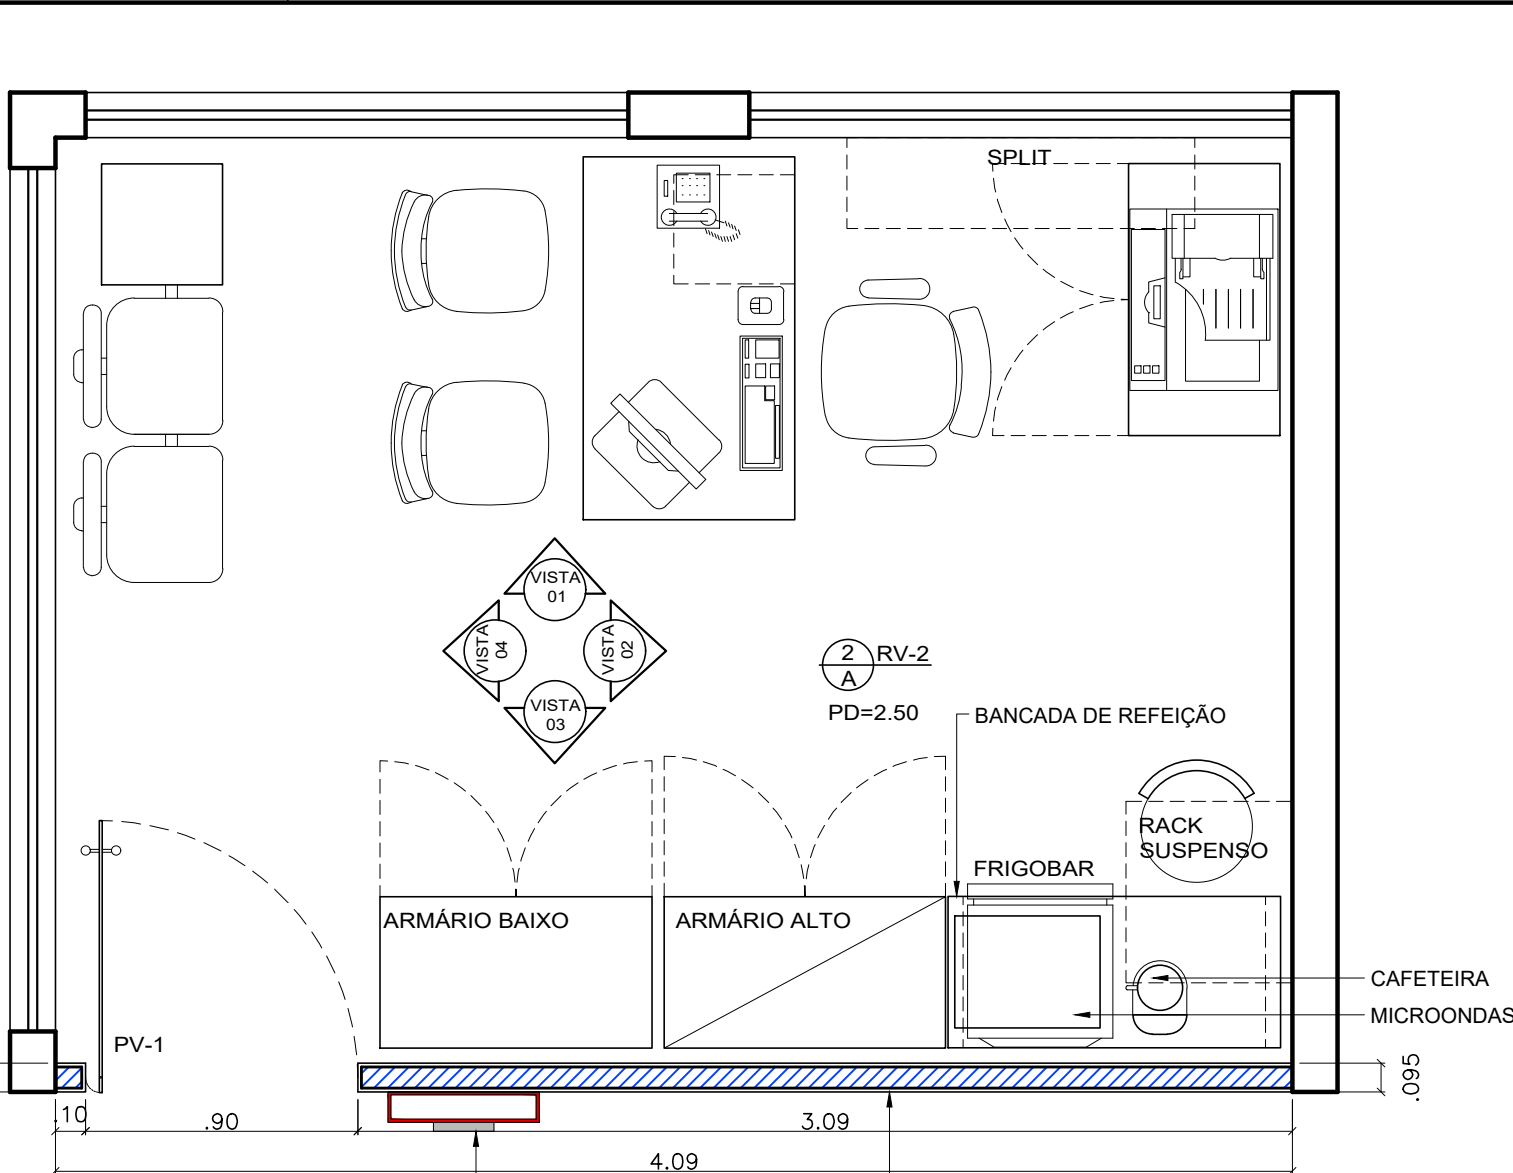 SPLIT
VISTA
01
VISTA
04
VISTA
02
VISTA
03
2
A
RV-2
PD=2.50
BANCADA DE REFEIÇÃO
RACK
SUSPENSO
FRIGOBAR
ARMÁRIO BAIXO
ARMÁRIO ALTO
CAFETEIRA
MICROONDAS
PV-1
.095
.10
.90
3.09
4.09